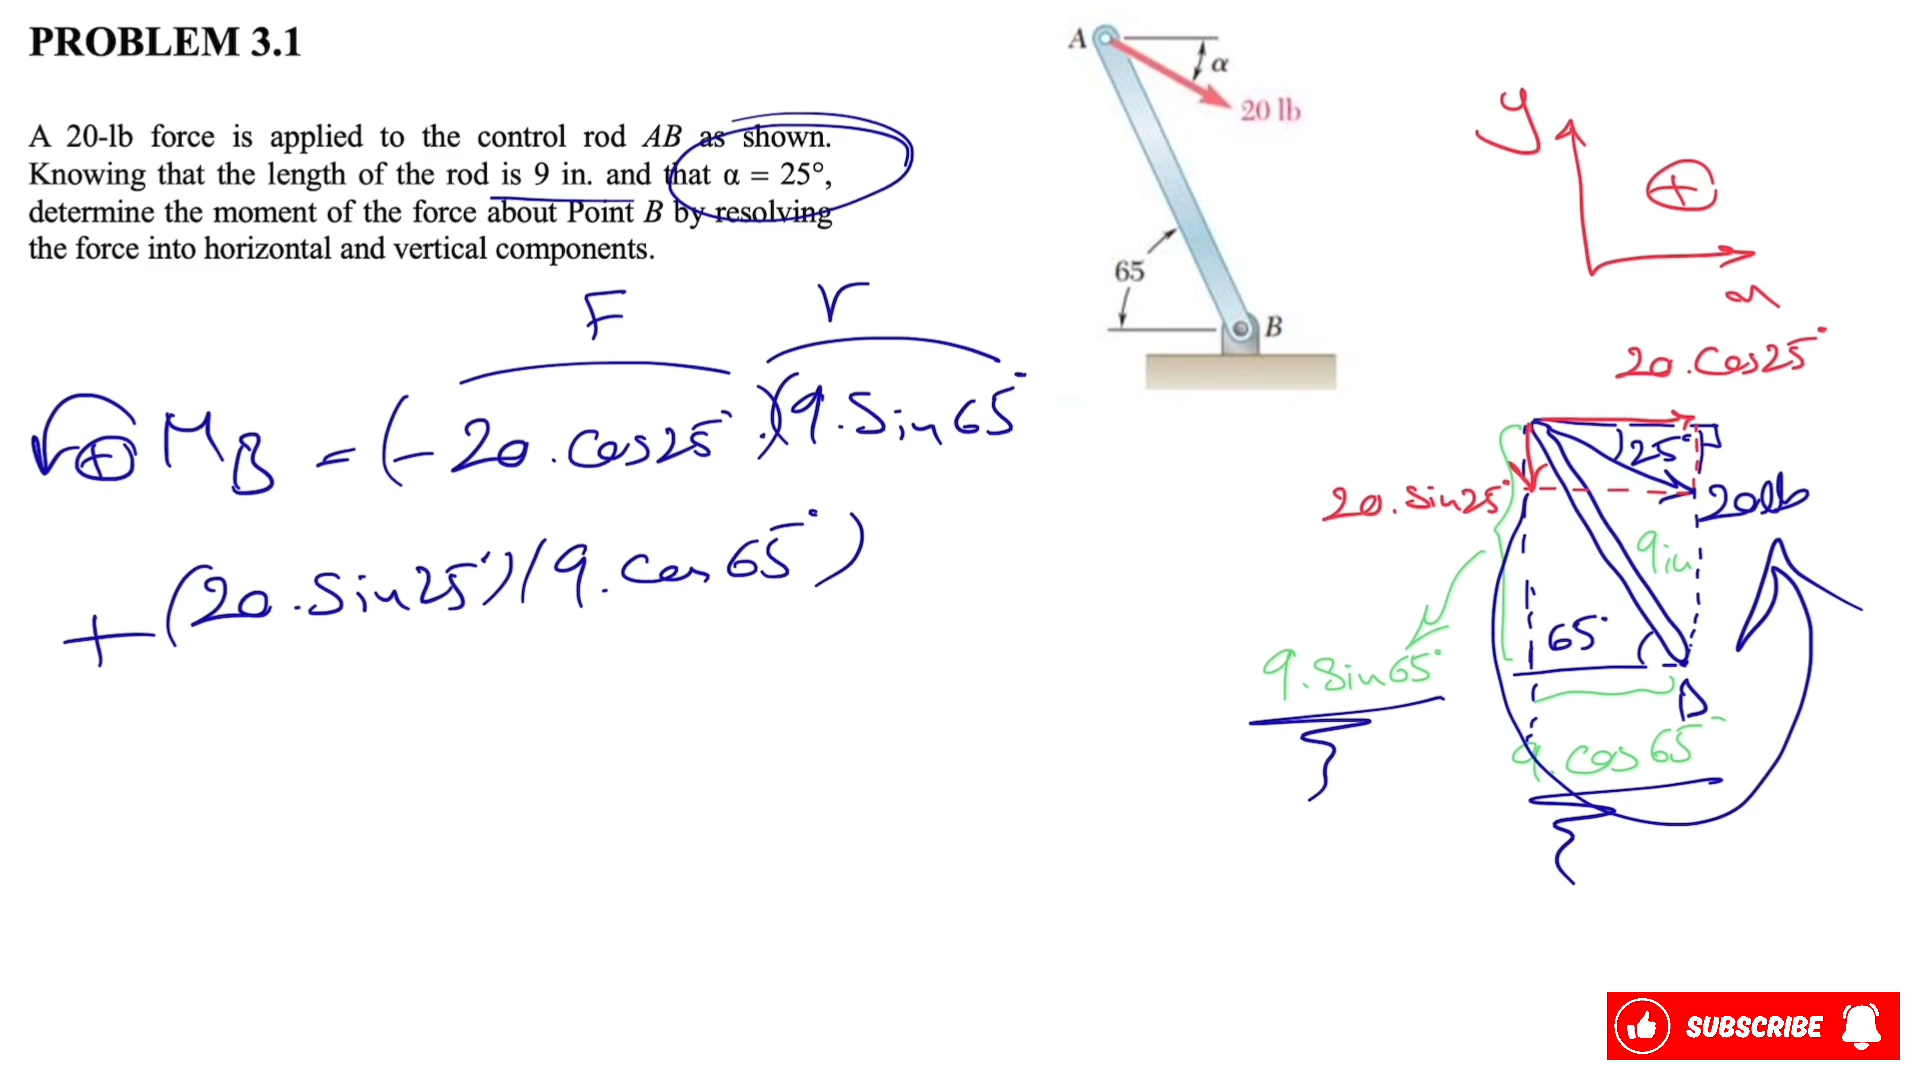 PROBLEM 3.1
A 20-lb force is applied to the control rod AB as shown.
Knowing that the length of the rod is 9 in. and that α = 25°,
determine the moment of the force about Point B by resolving
the force into horizontal and vertical components.
A
α
20 lb
65
B
y
+
20.Cos25°
F
r
+ MB = (-20.Cos25°)(9.Sin65°
+(20.Sin25°)(9.cos65°)
25°
20.Sin25°
20lb
9in
65°
9.Sin65°
9.cos65°
SUBSCRIBE